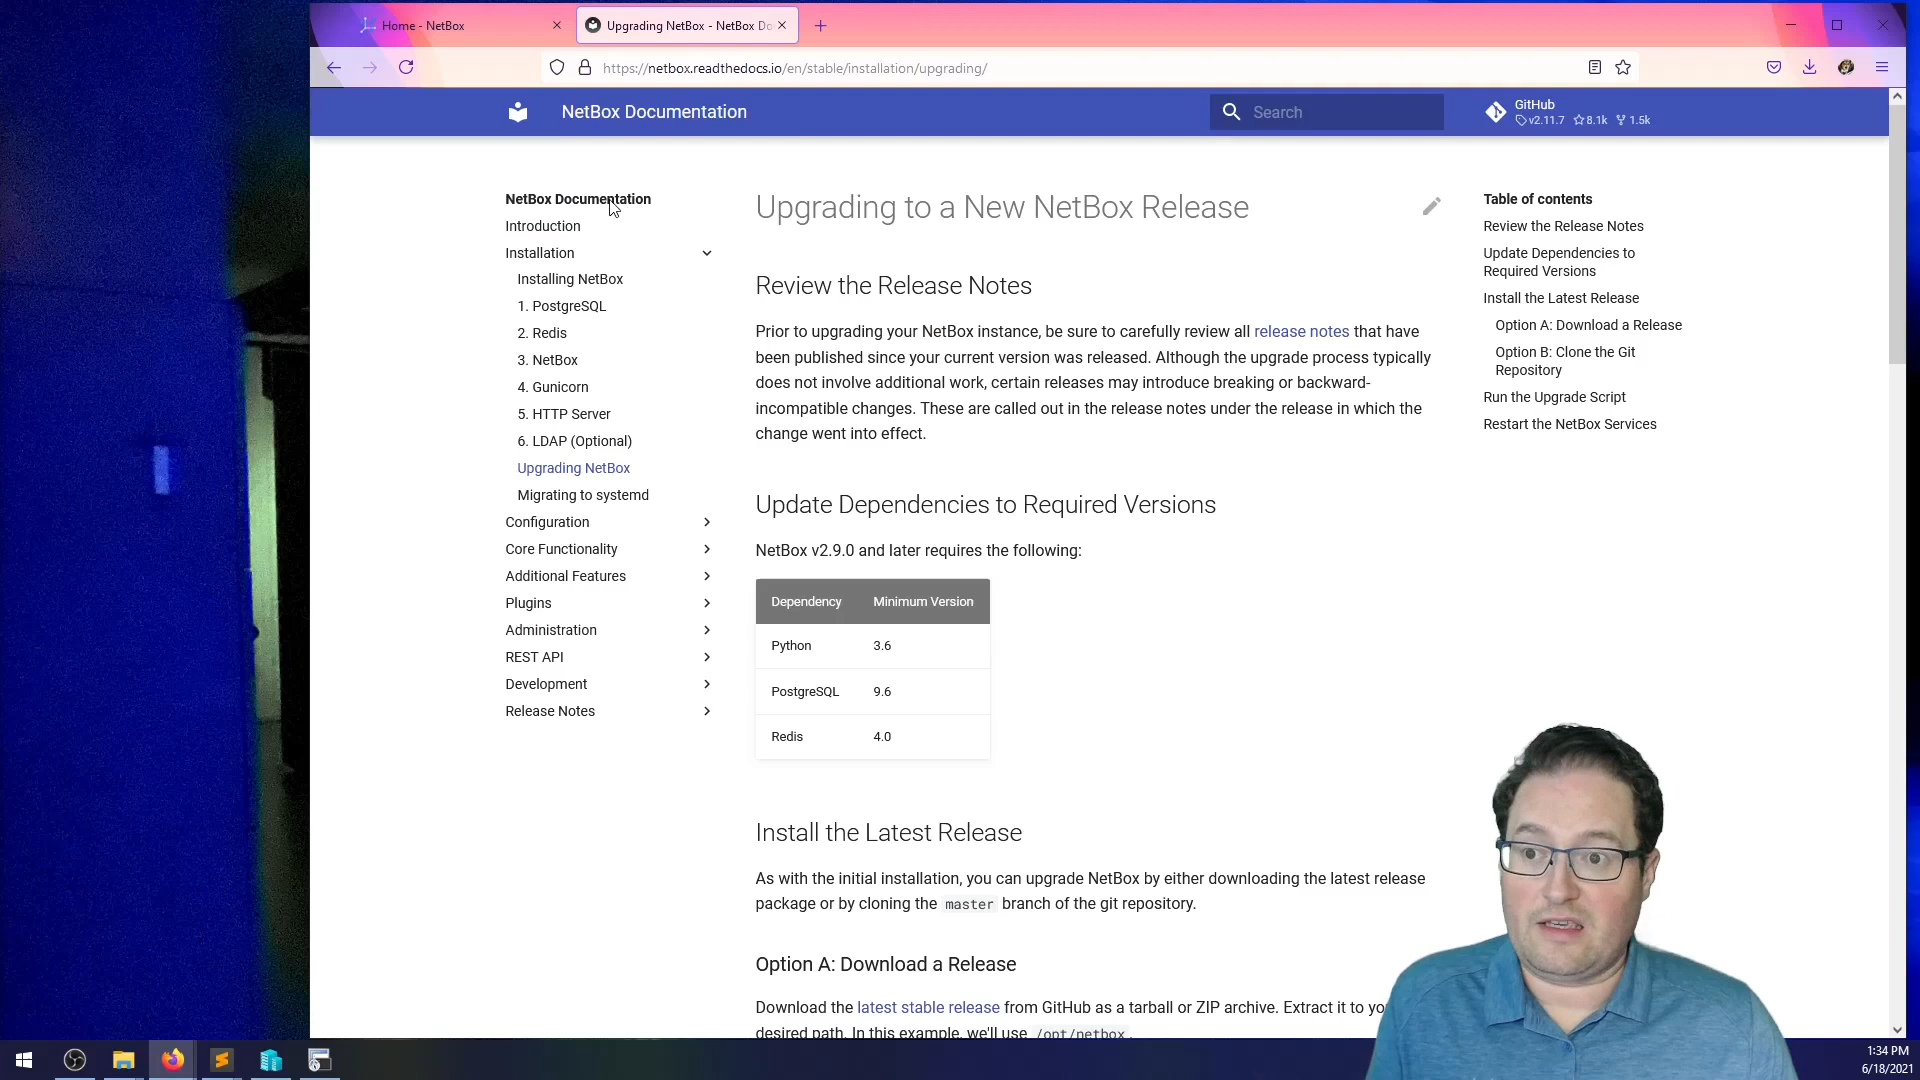 Home - NetBox
Upgrading NetBox - NetBox Do
https://netbox.readthedocs.io/en/stable/installation/upgrading/
NetBox Documentation
Search
GitHub
v2.11.7 8.1k 1.5k
NetBox Documentation
Introduction
Installation
Installing NetBox
1. PostgreSQL
2. Redis
3. NetBox
4. Gunicorn
5. HTTP Server
6. LDAP (Optional)
Upgrading NetBox
Migrating to systemd
Configuration
Core Functionality
Additional Features
Plugins
Administration
REST API
Development
Release Notes
Upgrading to a New NetBox Release
Review the Release Notes
Prior to upgrading your NetBox instance, be sure to carefully review all release notes that have
been published since your current version was released. Although the upgrade process typically
does not involve additional work, certain releases may introduce breaking or backward-
incompatible changes. These are called out in the release notes under the release in which the
change went into effect.
Update Dependencies to Required Versions
NetBox v2.9.0 and later requires the following:
Dependency Minimum Version
Python 3.6
PostgreSQL 9.6
Redis 4.0
Install the Latest Release
As with the initial installation, you can upgrade NetBox by either downloading the latest release
package or by cloning the master branch of the git repository.
Option A: Download a Release
Download the latest stable release from GitHub as a tarball or ZIP archive. Extract it to yo
desired path. In this example, we'll use /opt/netbox.
Table of contents
Review the Release Notes
Update Dependencies to
Required Versions
Install the Latest Release
Option A: Download a Release
Option B: Clone the Git
Repository
Run the Upgrade Script
Restart the NetBox Services
1:34 PM
6/18/2021